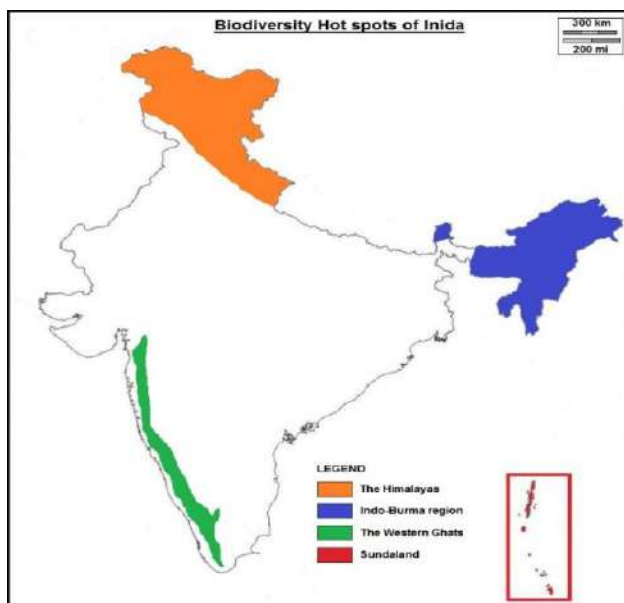 Biodiversity Hot spots of Inida
300 km
200 mi
LEGEND
The Himalayas
Indo-Burma region
The Western Ghats
Sundaland